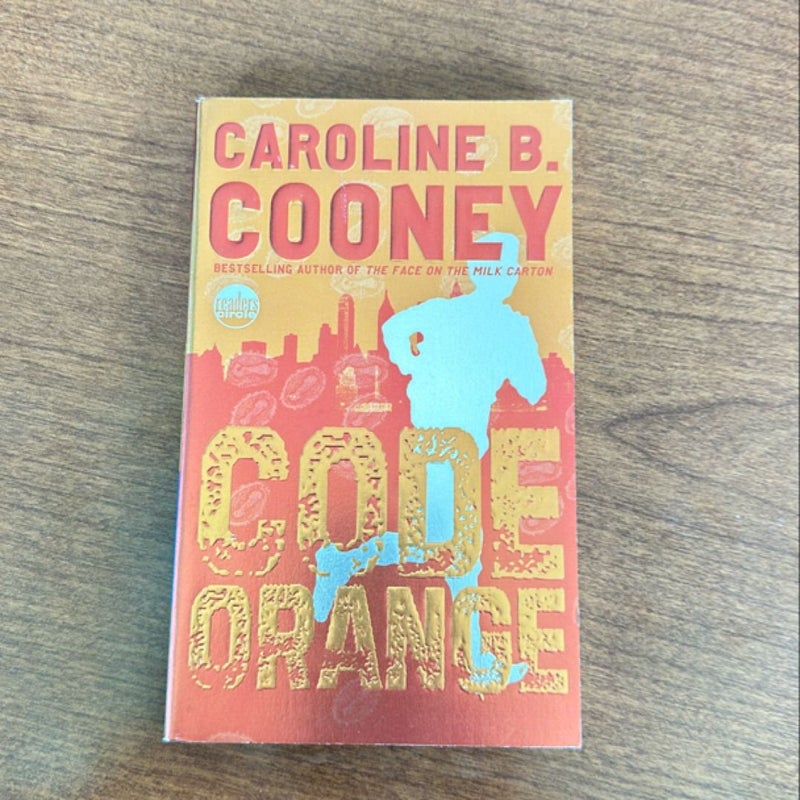 CAROLINE B.
COONEY
BESTSELLING AUTHOR OF THE FACE ON THE MILK CARTON
readers
circle
CODE
ORANGE